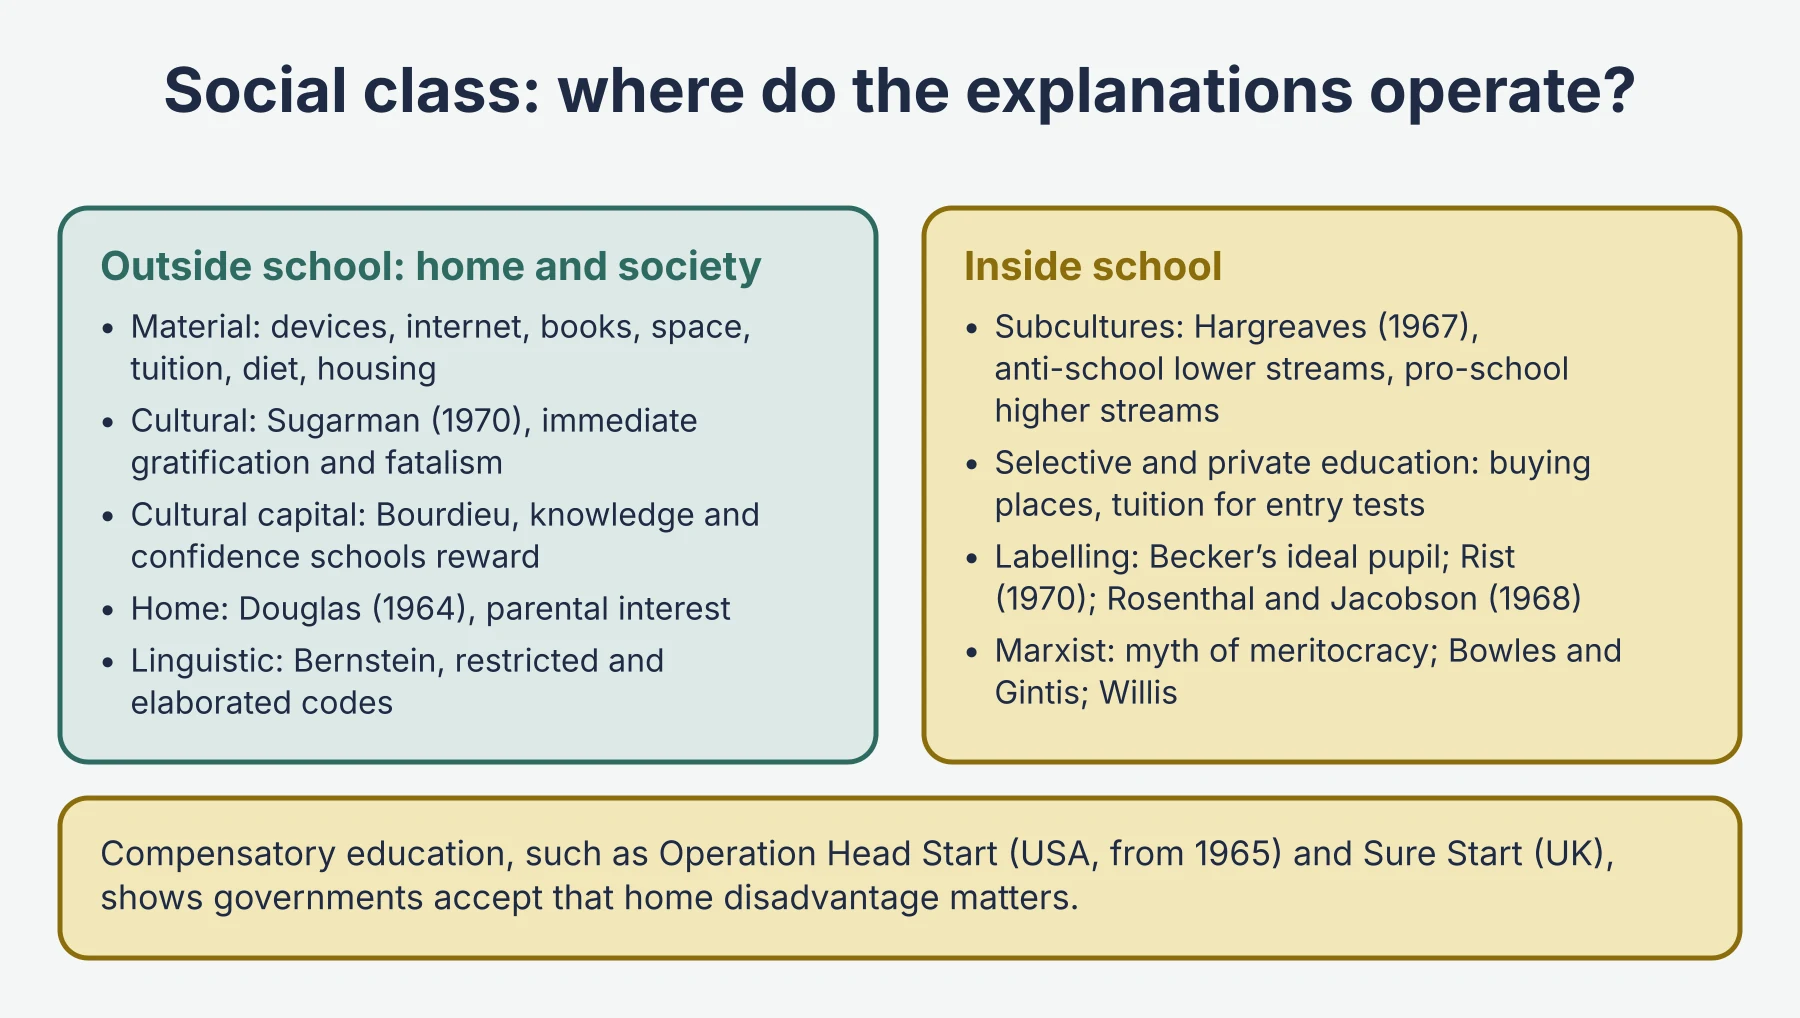 Social class: where do the explanations operate?
Outside school: home and society
• Material: devices, internet, books, space,
tuition, diet, housing
• Cultural: Sugarman (1970), immediate
gratification and fatalism
• Cultural capital: Bourdieu, knowledge and
confidence schools reward
• Home: Douglas (1964), parental interest
• Linguistic: Bernstein, restricted and
elaborated codes
Inside school
• Subcultures: Hargreaves (1967),
anti-school lower streams, pro-school
higher streams
• Selective and private education: buying
places, tuition for entry tests
• Labelling: Becker’s ideal pupil; Rist
(1970); Rosenthal and Jacobson (1968)
• Marxist: myth of meritocracy; Bowles and
Gintis; Willis
Compensatory education, such as Operation Head Start (USA, from 1965) and Sure Start (UK),
shows governments accept that home disadvantage matters.